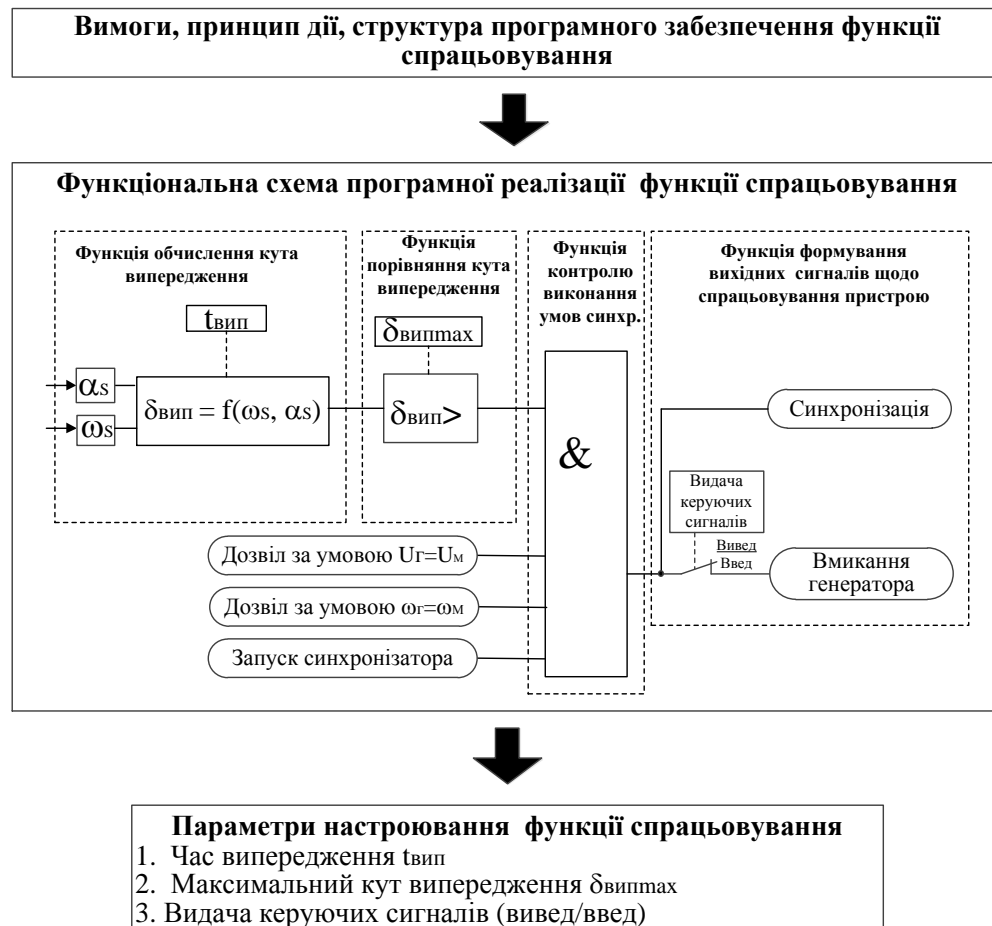 Вимоги, принцип дії, структура програмного забезпечення функції
спрацьовування
Функціональна схема програмної реалізації функції спрацьовування
Функція обчислення кута
випередження
Функція
порівняння кута
випередження
Функція
контролю
виконання
умов синхр.
Функція формування
вихідних сигналів щодо
спрацьовування пристрою
tвип
δвипmax
αs
ωs
δвип = f(ωs, αs)
δвип>
&
Синхронізація
Видача
керуючих
сигналів
Вивед
Введ
Вмикання
генератора
Дозвіл за умовою Uг=Uм
Дозвіл за умовою ωг=ωм
Запуск синхронізатора
Параметри настроювання функції спрацьовування
1. Час випередження tвип
2. Максимальний кут випередження δвипmax
3. Видача керуючих сигналів (вивед/введ)